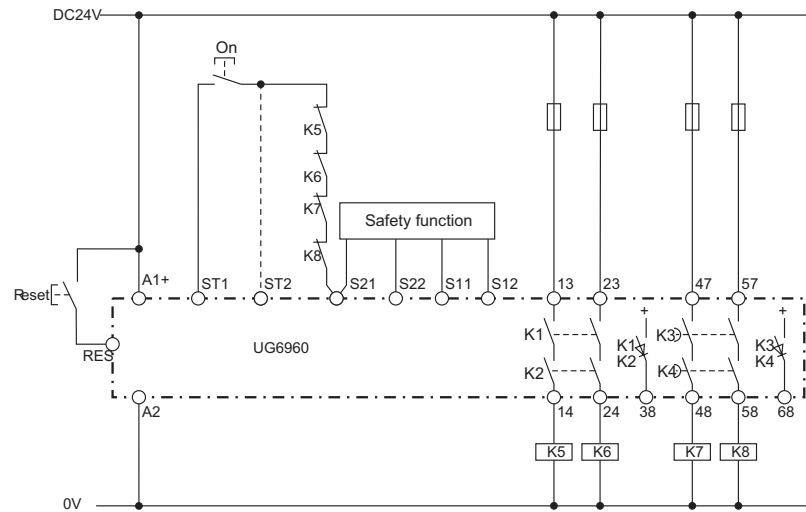 DC24V
On
K5
K6
K7
K8
Safety function
Reset
A1+
ST1
ST2
S21
S22
S11
S12
13
23
47
57
RES
UG6960
K1
K2
+
K1
K2
K3
K4
+
K3
K4
A2
14
24
38
48
58
68
K5
K6
K7
K8
0V